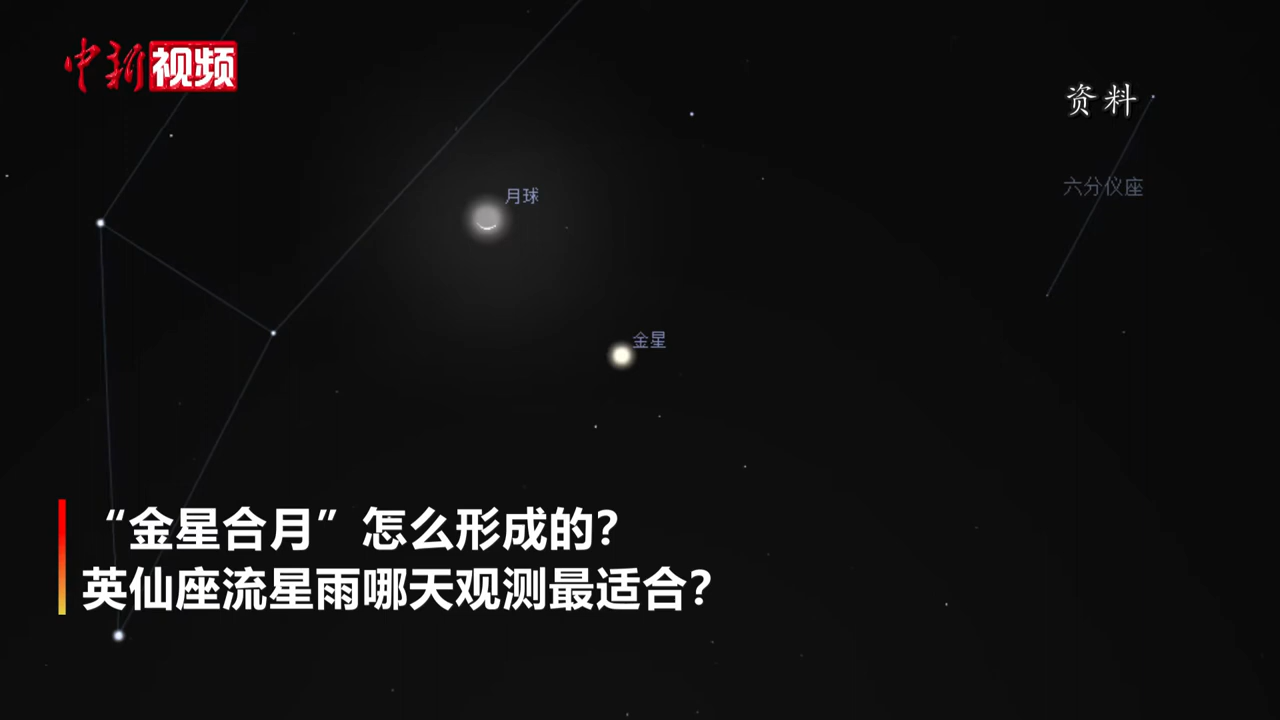 中新视频
资料
月球
六分仪座
金星
“金星合月”怎么形成的？
英仙座流星雨哪天观测最适合？